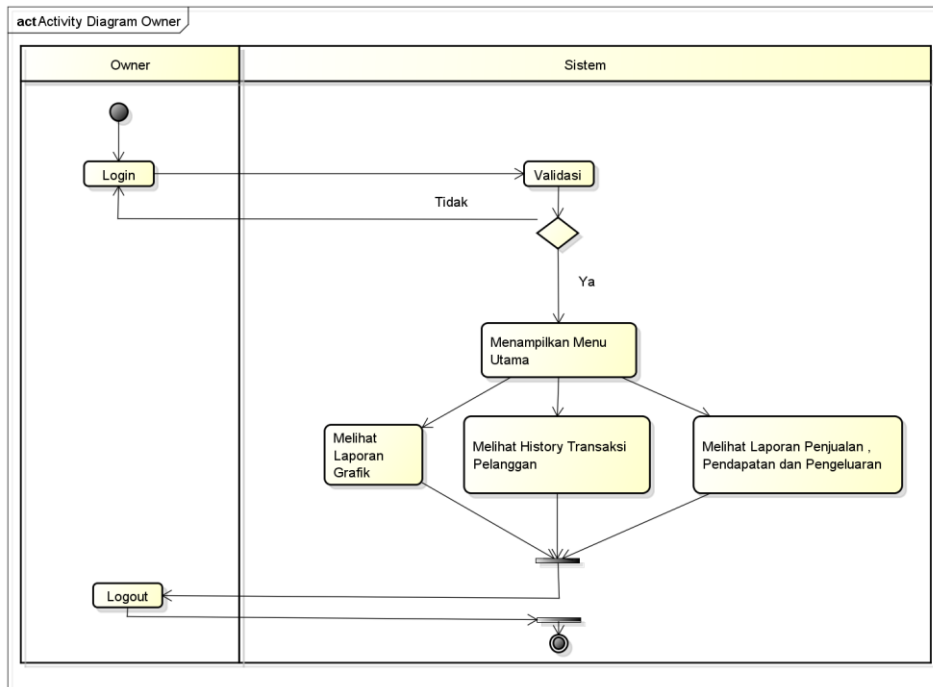 act Activity Diagram Owner
Owner
Sistem
Login
Validasi
Tidak
Ya
Menampilkan Menu
Utama
Melihat
Laporan
Grafik
Melihat History Transaksi
Pelanggan
Melihat Laporan Penjualan ,
Pendapatan dan Pengeluaran
Logout